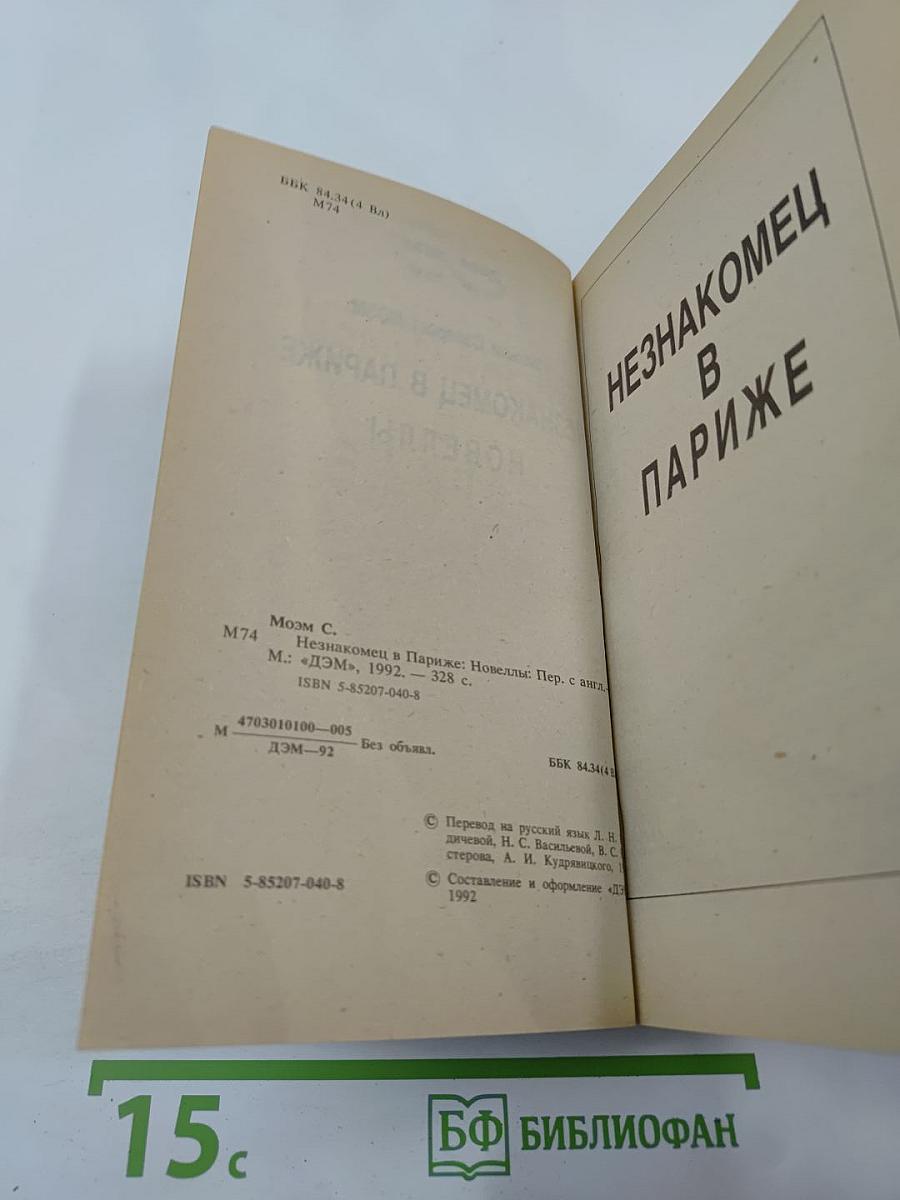 ББК 84.34(4 Вл)
М74
Моэм С.
М74 Незнакомец в Париже: Новеллы: Пер. с англ.
М.: «ДЭМ», 1992. — 328 с.
ISBN 5-85207-040-8
М 4703010100—005
ДЭМ—92
Без объявл.
ББК 84.34(4 В
© Перевод на русский язык Л. Н.
дичевой, Н. С. Васильевой, В. С.
стерова, А. И. Кудрявицкого,
ISBN 5-85207-040-8
© Составление и оформление «ДЭ
1992
НЕЗНАКОМЕЦ
В
ПАРИЖЕ
15 с
БФ БИБЛИОФАН